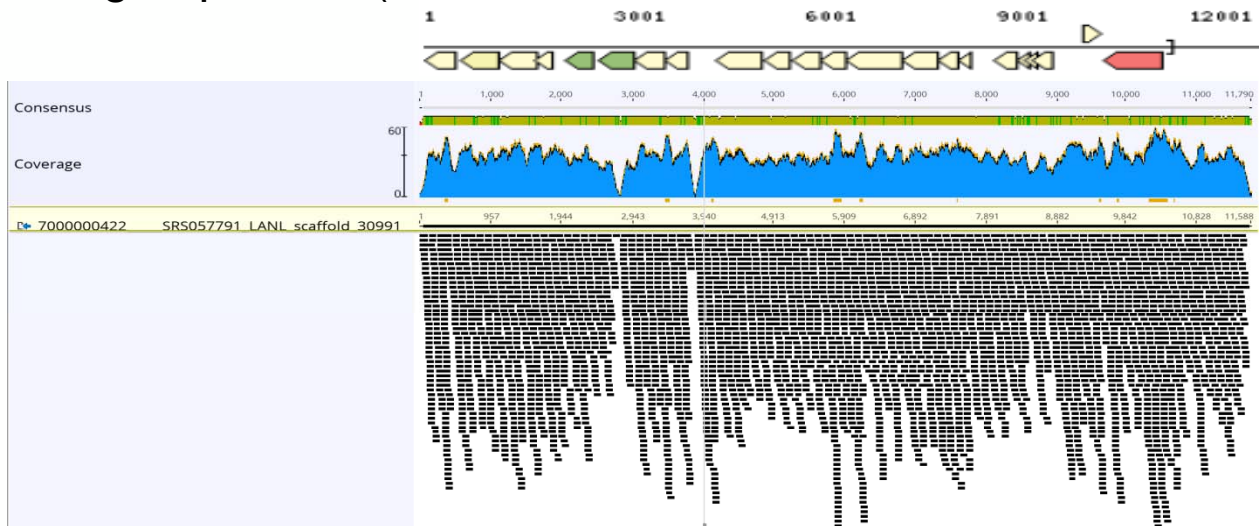 1 3001 6001 9001 12001
1 1,000 2,000 3,000 4,000 5,000 6,000 7,000 8,000 9,000 10,000 11,000 11,790
Consensus
60
Coverage
0
1 957 1,944 2,943 3,940 4,913 5,909 6,892 7,891 8,882 9,842 10,828 11,588
7000000422 SRS057791_LANL_scaffold_30991